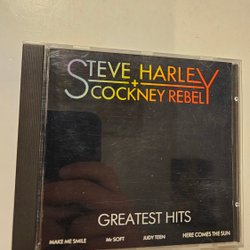 STEVE HARLEY
+
COCKNEY REBEL
GREATEST HITS
MAKE ME SMILE Mr SOFT JUDY TEEN HERE COMES THE SUN